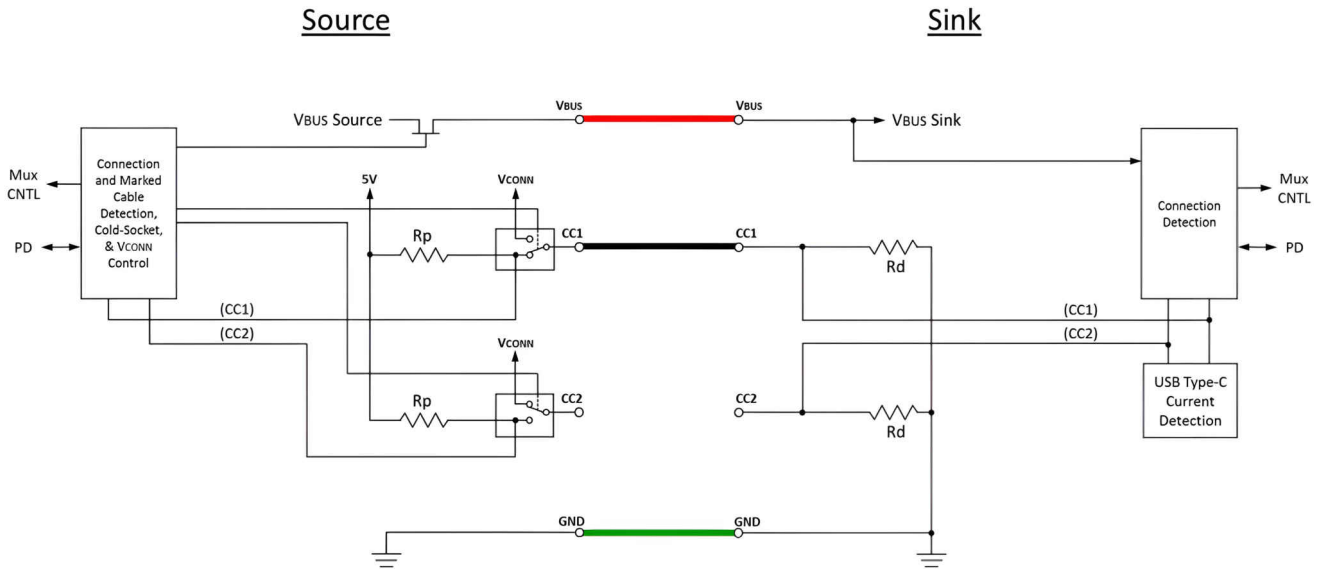 Source
Sink
VBUS Source
VBUS
VBUS
VBUS Sink
Connection
and Marked
Cable
Detection,
Cold-Socket,
& VCONN
Control
Mux
CNTL
PD
5V
VCONN
Rp
CC1
CC1
Rd
Connection
Detection
Mux
CNTL
PD
(CC1)
(CC2)
(CC1)
(CC2)
VCONN
Rp
CC2
CC2
Rd
USB Type-C
Current
Detection
GND
GND